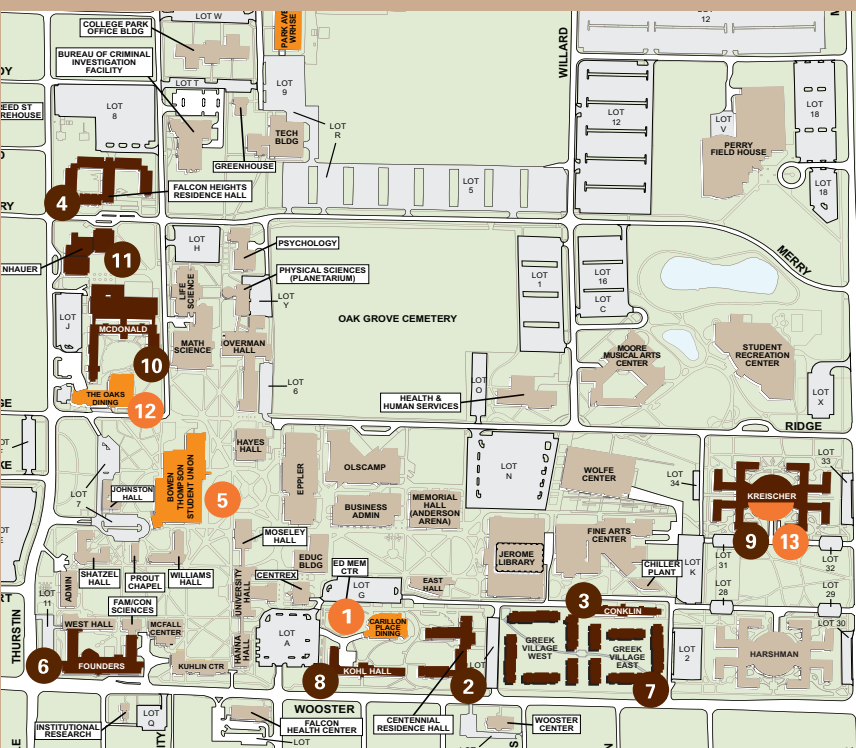 LOT W
COLLEGE PARK
OFFICE BLDG
PARK AVE
WRHSE
LOT
12
WILLARD
BUREAU OF CRIMINAL
INVESTIGATION
FACILITY
LOT T
LOT
9
LOT
8
LOT
R
TECH
BLDG
GREENHOUSE
LOT
12
LOT
V
LOT
18
PERRY
FIELD HOUSE
LOT
18
LOT
5
FALCON HEIGHTS
RESIDENCE HALL
4
11
LOT
H
PSYCHOLOGY
PHYSICAL SCIENCES
(PLANETARIUM)
LIFE
SCIENCE
LOT
Y
LOT
1
LOT
16
LOT
C
MERRY
LOT
J
MCDONALD
OAK GROVE CEMETERY
MATH
SCIENCE
OVERMAN
HALL
10
MOORE
MUSICAL ARTS
CENTER
STUDENT
RECREATION
CENTER
THE OAKS
DINING
12
LOT
6
LOT
O
HEALTH &
HUMAN SERVICES
LOT
X
RIDGE
HAYES
HALL
EPPLER
OLSCAMP
LOT
N
WOLFE
CENTER
LOT
34
LOT
33
BOWEN
THOMPSON
STUDENT UNION
5
JOHNSTON
HALL
LOT
7
BUSINESS
ADMIN
MEMORIAL
HALL
(ANDERSON
ARENA)
KREISCHER
9
13
MOSELEY
HALL
FINE ARTS
CENTER
JEROME
LIBRARY
CHILLER
PLANT
LOT
K
LOT
31
LOT
32
EDUC
BLDG
ED MEM
CTR
CENTREX
SHATZEL
HALL
PROUT
CHAPEL
WILLIAMS
HALL
UNIVERSITY
HALL
LOT
G
EAST
HALL
LOT
28
LOT
29
LOT
11
ADMIN
FAM/CON
SCIENCES
3
CONKLIN
LOT 30
THURSTIN
WEST HALL
MCFALL
CENTER
HANNA
HALL
LOT
A
1
CARILLON
PLACE
DINING
GREEK
VILLAGE
WEST
GREEK
VILLAGE
EAST
LOT
2
HARSHMAN
6
FOUNDERS
KUHLIN CTR
8
KOHL HALL
LOT
2
7
WOOSTER
INSTITUTIONAL
RESEARCH
LOT
Q
FALCON
HEALTH CENTER
LOT
CENTENNIAL
RESIDENCE HALL
WOOSTER
CENTER